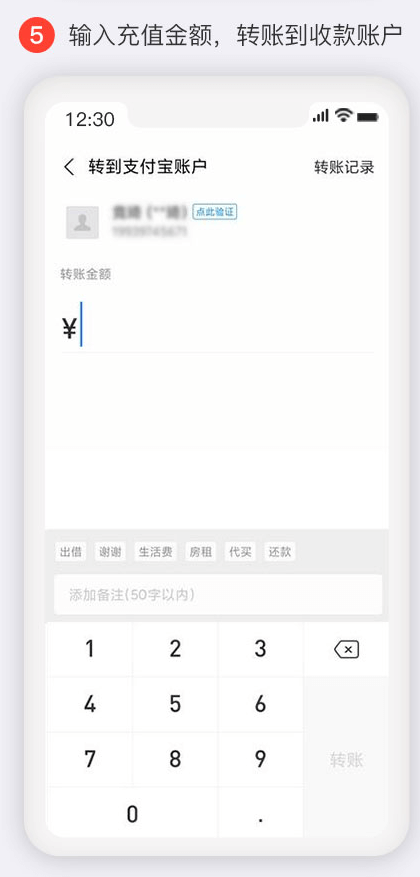 5 输入充值金额，转账到收款账户
12:30
转到支付宝账户 转账记录
点此验证
转账金额
¥
出借 谢谢 生活费 房租 代买 还款
添加备注(50字以内)
1 2 3
4 5 6
7 8 9 转账
0 .